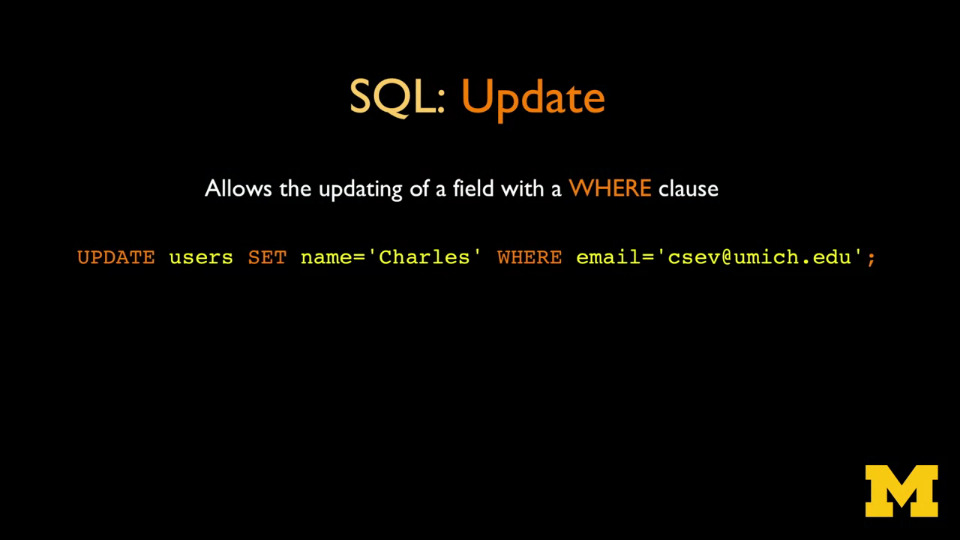 SQL: Update
Allows the updating of a field with a WHERE clause
UPDATE users SET name='Charles' WHERE email='csev@umich.edu';
M